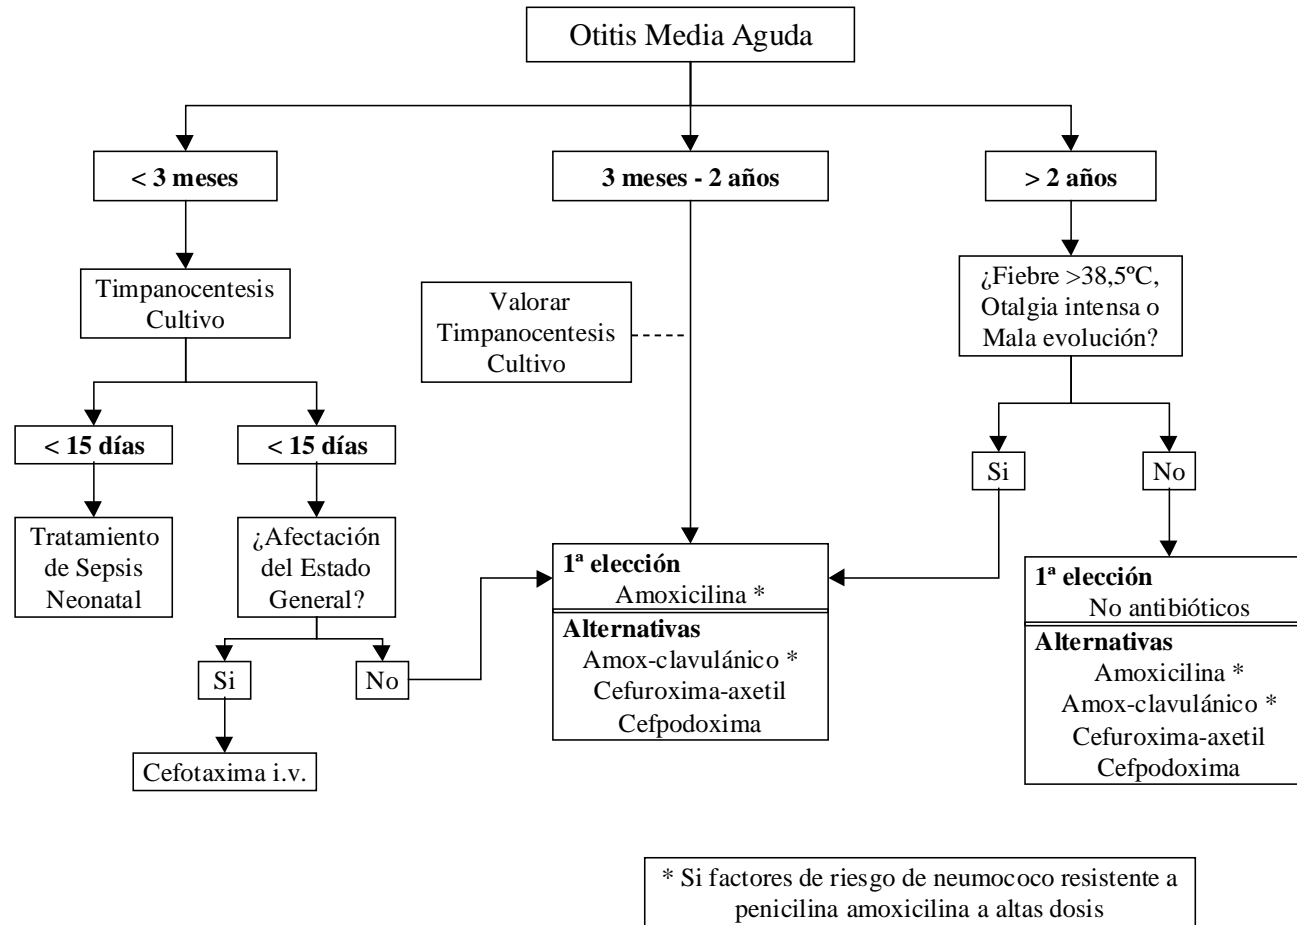 Otitis Media Aguda
< 3 meses
3 meses - 2 años
> 2 años
Timpanocentesis
Cultivo
Valorar
Timpanocentesis
Cultivo
¿Fiebre >38,5ºC,
Otalgia intensa o
Mala evolución?
< 15 días
< 15 días
Si
No
Tratamiento
de Sepsis
Neonatal
¿Afectación
del Estado
General?
Si
No
Cefotaxima i.v.
1ª elección
Amoxicilina *
Alternativas
Amox-clavulánico *
Cefuroxima-axetil
Cefpodoxima
1ª elección
No antibióticos
Alternativas
Amoxicilina *
Amox-clavulánico *
Cefuroxima-axetil
Cefpodoxima
* Si factores de riesgo de neumococo resistente a
penicilina amoxicilina a altas dosis